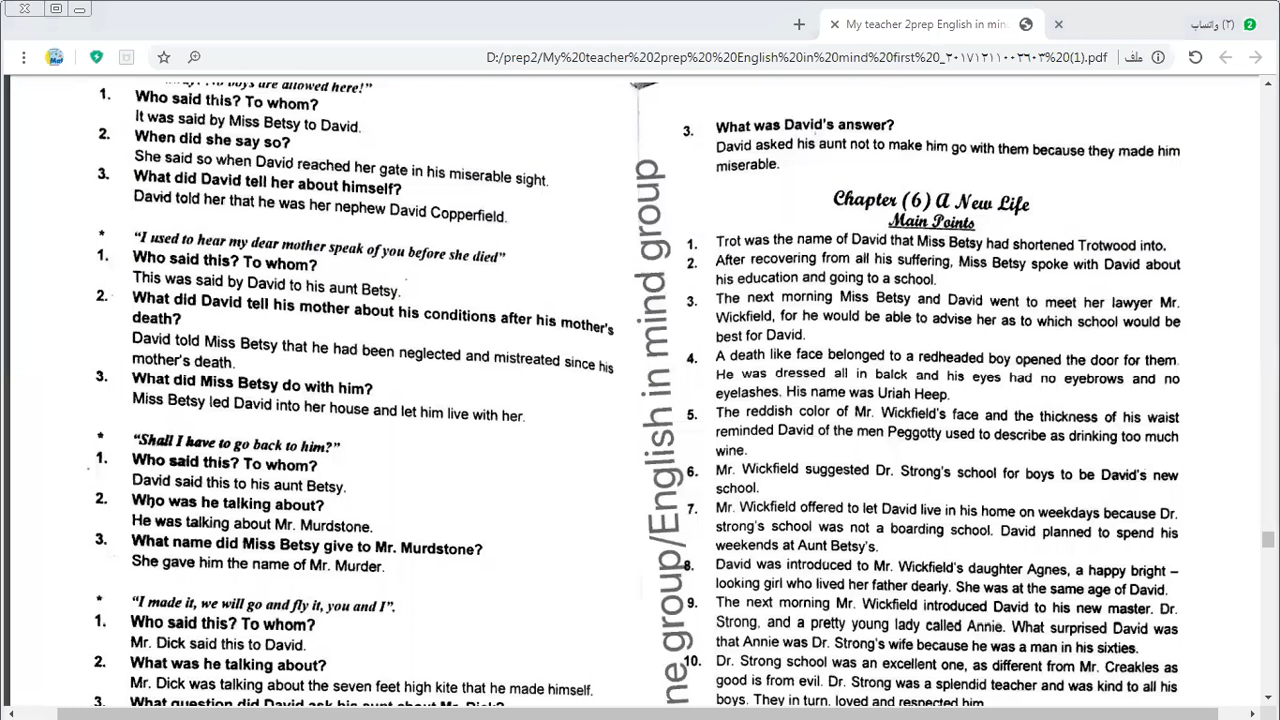 My teacher 2prep English in min
(٢) واتساب
2
D:/prep2/My%20teacher%202prep%20%20English%20in%20mind%20first%20_٢٠١٧١٢١١٠٠٢٦٠٣%20(1).pdf
ملف
boys are allowed here!"
1. Who said this? To whom?
It was said by Miss Betsy to David.
2. When did she say so?
She said so when David reached her gate in his miserable sight.
3. What did David tell her about himself?
David told her that he was her nephew David Copperfield.
* "I used to hear my dear mother speak of you before she died"
1. Who said this? To whom?
This was said by David to his aunt Betsy.
2. What did David tell his mother about his conditions after his mother's
death?
David told Miss Betsy that he had been neglected and mistreated since his
mother's death.
3. What did Miss Betsy do with him?
Miss Betsy led David into her house and let him live with her.
* "Shall I have to go back to him?"
1. Who said this? To whom?
David said this to his aunt Betsy.
2. Who was he talking about?
He was talking about Mr. Murdstone.
3. What name did Miss Betsy give to Mr. Murdstone?
She gave him the name of Mr. Murder.
* "I made it, we will go and fly it, you and I".
1. Who said this? To whom?
Mr. Dick said this to David.
2. What was he talking about?
Mr. Dick was talking about the seven feet high kite that he made himself.
3. What question did David ask his aunt about Mr. Dick?
ne group/English in mind group
3. What was David's answer?
David asked his aunt not to make him go with them because they made him
miserable.
Chapter (6) A New Life
Main Points
1. Trot was the name of David that Miss Betsy had shortened Trotwood into.
2. After recovering from all his suffering, Miss Betsy spoke with David about
his education and going to a school.
3. The next morning Miss Betsy and David went to meet her lawyer Mr.
Wickfield, for he would be able to advise her as to which school would be
best for David.
4. A death like face belonged to a redheaded boy opened the door for them.
He was dressed all in balck and his eyes had no eyebrows and no
eyelashes. His name was Uriah Heep.
5. The reddish color of Mr. Wickfield's face and the thickness of his waist
reminded David of the men Peggotty used to describe as drinking too much
wine.
6. Mr. Wickfield suggested Dr. Strong's school for boys to be David's new
school.
7. Mr. Wickfield offered to let David live in his home on weekdays because Dr.
strong's school was not a boarding school. David planned to spend his
weekends at Aunt Betsy's.
8. David was introduced to Mr. Wickfield's daughter Agnes, a happy bright –
looking girl who lived her father dearly. She was at the same age of David.
9. The next morning Mr. Wickfield introduced David to his new master. Dr.
Strong, and a pretty young lady called Annie. What surprised David was
that Annie was Dr. Strong's wife because he was a man in his sixties.
10. Dr. Strong school was an excellent one, as different from Mr. Creakles as
good is from evil. Dr. Strong was a splendid teacher and was kind to all his
boys. They in turn, loved and respected him